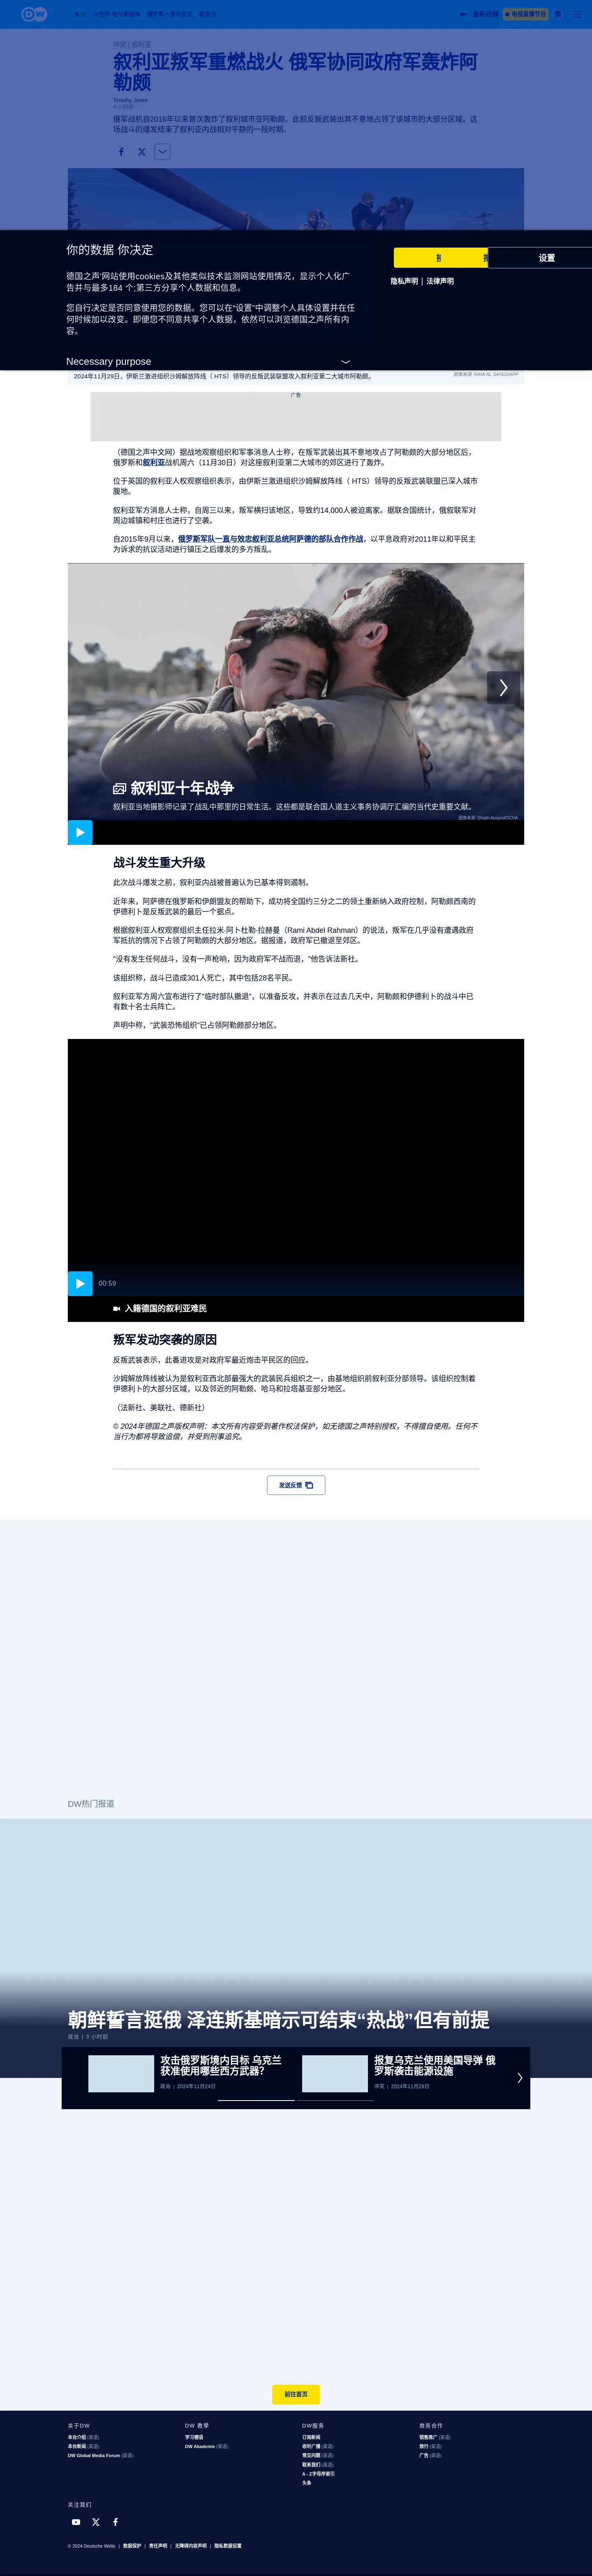 DW
焦点 以色列-哈马斯战争 俄罗斯入侵乌克兰 解霓尔
最新视频
电视直播节目
冲突 | 叙利亚
叙利亚叛军重燃战火 俄军协同政府军轰炸阿
勒颇
Timothy Jones
俄军战机自2016年以来首次轰炸了叙利城市亚阿勒颇。此前反叛武装出其不意地占领了该城市的大部分区域。这
场战斗的爆发结束了叙利亚内战相对平静的一段时期。
你的数据 你决定
设置
德国之声’网站使用cookies及其他类似技术监测网站使用情况，显示个人化广
告并与最多184 个;第三方分享个人数据和信息。
隐私声明 | 法律声明
您自行决定是否同意使用您的数据。您可以在“设置”中调整个人具体设置并在任
何时候加以改变。即便您不同意共享个人数据，依然可以浏览德国之声所有内
容。
Necessary purpose
2024年11月29日，伊斯兰激进组织沙姆解放阵线（ HTS）领导的反叛武装联盟攻入叙利亚第二大城市阿勒颇。
图像来源: RAMI AL SAYED/AFP
广告
（德国之声中文网）据战地观察组织和军事消息人士称，在叛军武装出其不意地攻占了阿勒颇的大部分地区后，
俄罗斯和叙利亚战机周六（11月30日）对这座叙利亚第二大城市的郊区进行了轰炸。
位于英国的叙利亚人权观察组织表示，由伊斯兰激进组织沙姆解放阵线（ HTS）领导的反叛武装联盟已深入城市
腹地。
叙利亚军方消息人士称，自周三以来，叛军横扫该地区，导致约14,000人被迫离家。据联合国统计，俄叙联军对
周边城镇和村庄也进行了空袭。
自2015年9月以来，俄罗斯军队一直与效忠叙利亚总统阿萨德的部队合作作战，以平息政府对2011年以和平民主
为诉求的抗议活动进行镇压之后爆发的多方叛乱。
叙利亚十年战争
叙利亚当地摄影师记录了战乱中那里的日常生活。这些都是联合国人道主义事务协调厅汇编的当代史重要文献。
图像来源: Ghaith Alsayed/OCHA
战斗发生重大升级
此次战斗爆发之前，叙利亚内战被普遍认为已基本得到遏制。
近年来，阿萨德在俄罗斯和伊朗盟友的帮助下，成功将全国约三分之二的领土重新纳入政府控制，阿勒颇西南的
伊德利卜是反叛武装的最后一个据点。
根据叙利亚人权观察组织主任拉米·阿卜杜勒·拉赫曼（Rami Abdel Rahman）的说法，叛军在几乎没有遭遇政府
军抵抗的情况下占领了阿勒颇的大部分地区。据报道，政府军已撤退至郊区。
"没有发生任何战斗，没有一声枪响，因为政府军不战而退，"他告诉法新社。
该组织称，战斗已造成301人死亡，其中包括28名平民。
叙利亚军方周六宣布进行了"临时部队撤退"，以准备反攻，并表示在过去几天中，阿勒颇和伊德利卜的战斗中已
有数十名士兵阵亡。
声明中称，"武装恐怖组织"已占领阿勒颇部分地区。
00:59
入籍德国的叙利亚难民
叛军发动突袭的原因
反叛武装表示，此番进攻是对政府军最近炮击平民区的回应。
沙姆解放阵线被认为是叙利亚西北部最强大的武装民兵组织之一，由基地组织前叙利亚分部领导。该组织控制着
伊德利卜的大部分区域，以及邻近的阿勒颇、哈马和拉塔基亚部分地区。
（法新社、美联社、德新社）
© 2024年德国之声版权声明：本文所有内容受到著作权法保护，如无德国之声特别授权，不得擅自使用。任何不
当行为都将导致追偿，并受到刑事追究。
发送反馈
DW热门报道
朝鲜誓言挺俄 泽连斯基暗示可结束“热战”但有前提
政治 | 3 小时前
攻击俄罗斯境内目标 乌克兰
获准使用哪些西方武器？
政治 | 2024年11月24日
报复乌克兰使用美国导弹 俄
罗斯袭击能源设施
冲突 | 2024年11月28日
前往首页
关于DW
本台介绍 (英语)
本台新闻 (英语)
DW Global Media Forum (英语)
DW 教學
学习德语
DW Akademie (英语)
DW服务
订阅新闻
收听广播 (英语)
常见问题 (英语)
联系我们 (英语)
A - Z字母序索引
头条
商务合作
销售推广 (英语)
旅行 (英语)
广告 (英语)
关注我们
© 2024 Deutsche Welle | 数据保护 | 责任声明 | 无障碍内容声明 | 隐私数据设置